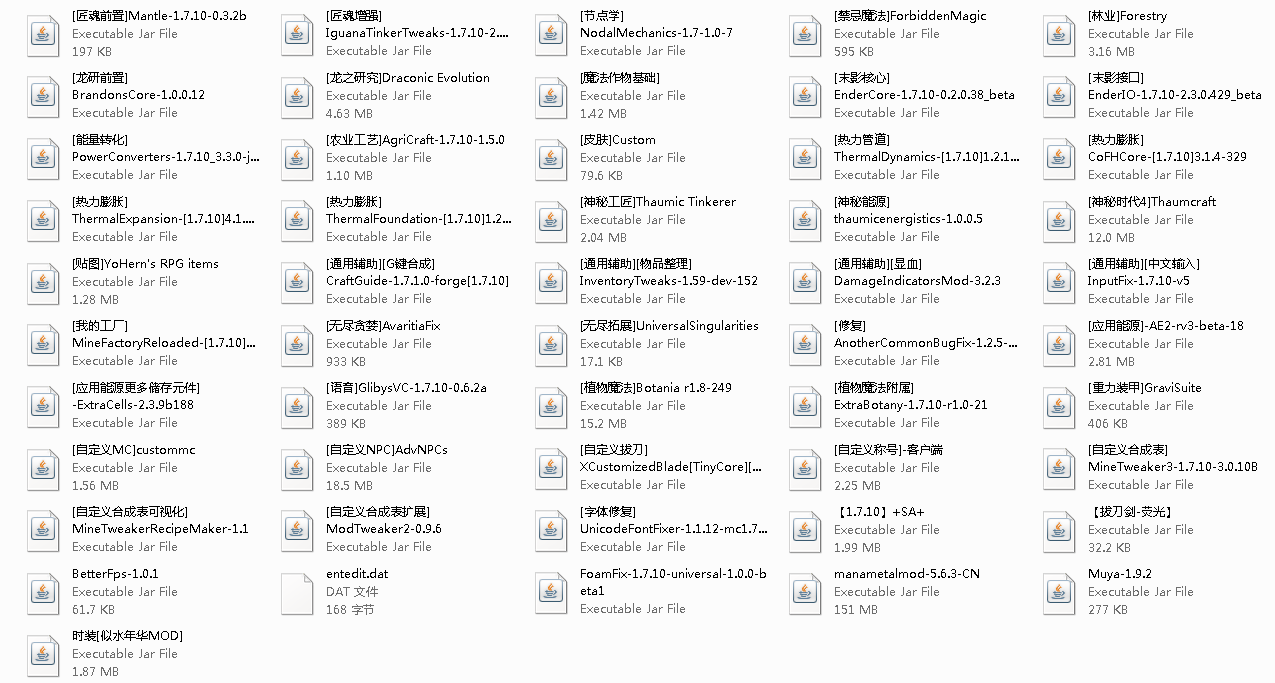 [匠魂前置]Mantle-1.7.10-0.3.2b
Executable Jar File
197 KB
[匠魂增强]
IguanaTinkerTweaks-1.7.10-2....
Executable Jar File
[节点学]
NodalMechanics-1.7-1.0-7
Executable Jar File
[禁忌魔法]ForbiddenMagic
Executable Jar File
595 KB
[林业]Forestry
Executable Jar File
3.16 MB
[龙研前置]
BrandonsCore-1.0.0.12
Executable Jar File
[龙之研究]Draconic Evolution
Executable Jar File
4.63 MB
[魔法作物基础]
Executable Jar File
1.42 MB
[末影核心]
EnderCore-1.7.10-0.2.0.38_beta
Executable Jar File
[末影接口]
EnderIO-1.7.10-2.3.0.429_beta
Executable Jar File
[能量转化]
PowerConverters-1.7.10_3.3.0-j...
Executable Jar File
[农业工艺]AgriCraft-1.7.10-1.5.0
Executable Jar File
1.10 MB
[皮肤]Custom
Executable Jar File
79.6 KB
[热力管道]
ThermalDynamics-[1.7.10]1.2.1...
Executable Jar File
[热力膨胀]
CoFHCore-[1.7.10]3.1.4-329
Executable Jar File
[热力膨胀]
ThermalExpansion-[1.7.10]4.1....
Executable Jar File
[热力膨胀]
ThermalFoundation-[1.7.10]1.2...
Executable Jar File
[神秘工匠]Thaumic Tinkerer
Executable Jar File
2.04 MB
[神秘能源]
thaumicenergistics-1.0.0.5
Executable Jar File
[神秘时代4]Thaumcraft
Executable Jar File
12.0 MB
[贴图]YoHern's RPG items
Executable Jar File
1.28 MB
[通用辅助][G键合成]
CraftGuide-1.7.1.0-forge[1.7.10]
Executable Jar File
[通用辅助][物品整理]
InventoryTweaks-1.59-dev-152
Executable Jar File
[通用辅助][显血]
DamageIndicatorsMod-3.2.3
Executable Jar File
[通用辅助][中文输入]
InputFix-1.7.10-v5
Executable Jar File
[我的工厂]
MineFactoryReloaded-[1.7.10]...
Executable Jar File
[无尽贪婪]AvaritiaFix
Executable Jar File
933 KB
[无尽拓展]UniversalSingularities
Executable Jar File
17.1 KB
[修复]
AnotherCommonBugFix-1.2.5-...
Executable Jar File
[应用能源]-AE2-rv3-beta-18
Executable Jar File
2.81 MB
[应用能源更多储存元件]
-ExtraCells-2.3.9b188
Executable Jar File
[语音]GlibysVC-1.7.10-0.6.2a
Executable Jar File
389 KB
[植物魔法]Botania r1.8-249
Executable Jar File
15.2 MB
[植物魔法附属]
ExtraBotany-1.7.10-r1.0-21
Executable Jar File
[重力装甲]GraviSuite
Executable Jar File
406 KB
[自定义MC]custommc
Executable Jar File
1.56 MB
[自定义NPC]AdvNPCs
Executable Jar File
18.5 MB
[自定义拔刀]
XCustomizedBlade[TinyCore][...
Executable Jar File
[自定义称号]-客户端
Executable Jar File
2.25 MB
[自定义合成表]
MineTweaker3-1.7.10-3.0.10B
Executable Jar File
[自定义合成表可视化]
MineTweakerRecipeMaker-1.1
Executable Jar File
[自定义合成表扩展]
ModTweaker2-0.9.6
Executable Jar File
[字体修复]
UnicodeFontFixer-1.1.12-mc1.7...
Executable Jar File
【1.7.10】+SA+
Executable Jar File
1.99 MB
【拔刀剑-荧光】
Executable Jar File
32.2 KB
BetterFps-1.0.1
Executable Jar File
61.7 KB
entedit.dat
DAT 文件
168 字节
FoamFix-1.7.10-universal-1.0.0-b
eta1
Executable Jar File
manametalmod-5.6.3-CN
Executable Jar File
151 MB
Muya-1.9.2
Executable Jar File
277 KB
时装[似水年华MOD]
Executable Jar File
1.87 MB